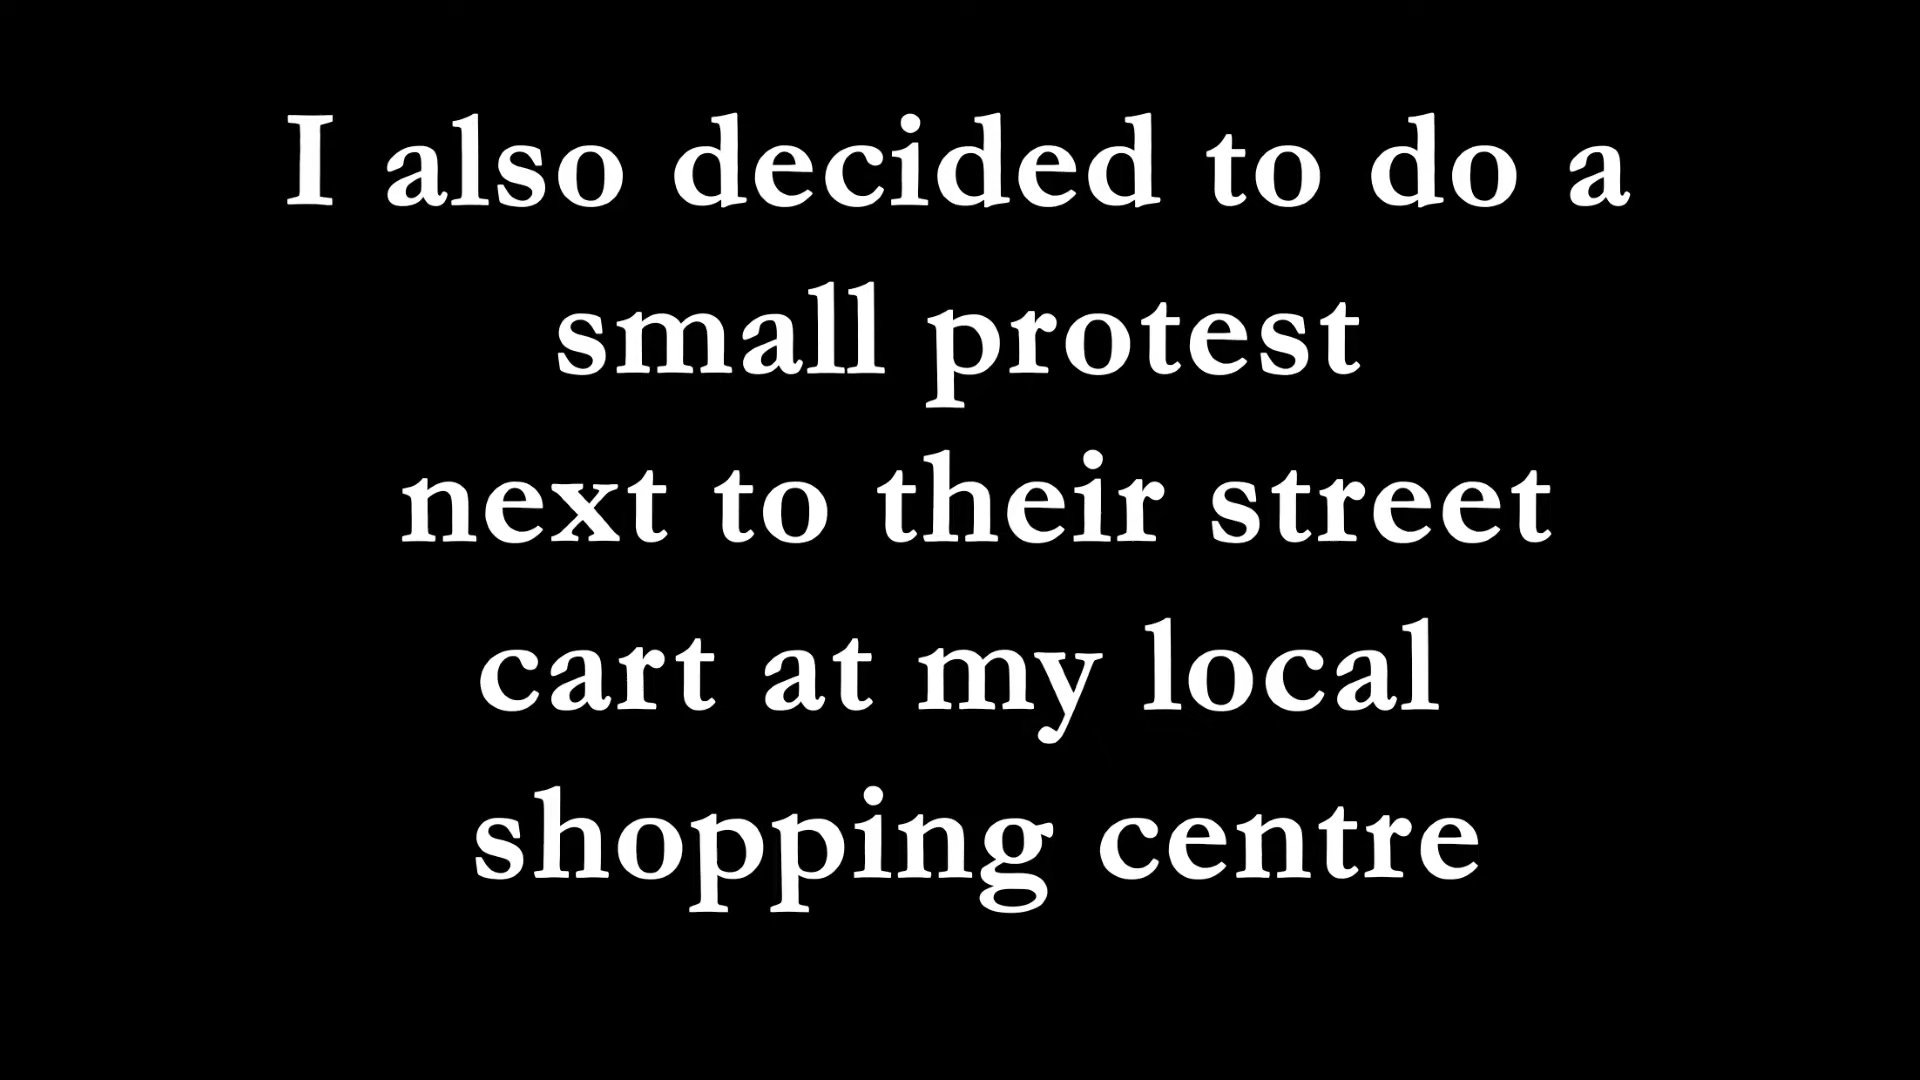 I also decided to do a
small protest
next to their street
cart at my local
shopping centre